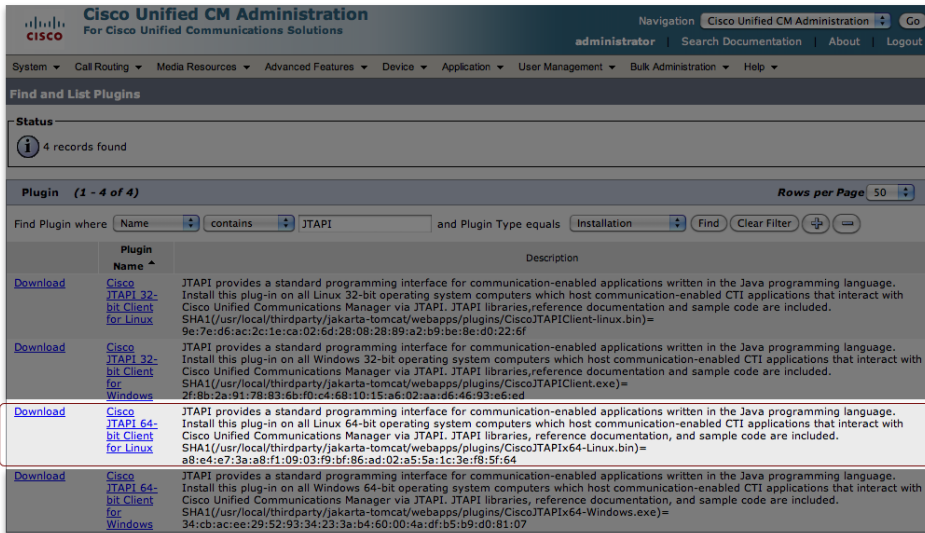 Cisco Unified CM Administration
For Cisco Unified Communications Solutions
CISCO
Navigation Cisco Unified CM Administration Go
administrator | Search Documentation | About | Logout
System Call Routing Media Resources Advanced Features Device Application User Management Bulk Administration Help
Find and List Plugins
Status
i 4 records found
Plugin (1 - 4 of 4) Rows per Page 50
Find Plugin where Name contains JTAPI and Plugin Type equals Installation Find Clear Filter
Plugin Name Description
Download
Cisco JTAPI 32-bit Client for Linux
JTAPI provides a standard programming interface for communication-enabled applications written in the Java programming language.
Install this plug-in on all Linux 32-bit operating system computers which host communication-enabled CTI applications that interact with
Cisco Unified Communications Manager via JTAPI. JTAPI libraries,reference documentation and sample code are included.
SHA1(/usr/local/thirdparty/jakarta-tomcat/webapps/plugins/CiscoJTAPIClient-linux.bin)=
9e:7e:d6:ac:2c:1e:ca:02:6d:28:08:28:89:a2:b9:be:8e:d0:22:6f
Download
Cisco JTAPI 32-bit Client for Windows
JTAPI provides a standard programming interface for communication-enabled applications written in the Java programming language.
Install this plug-in on all Windows 32-bit operating system computers which host communication-enabled CTI applications that interact with
Cisco Unified Communications Manager via JTAPI. JTAPI libraries,reference documentation and sample code are included.
SHA1(/usr/local/thirdparty/jakarta-tomcat/webapps/plugins/CiscoJTAPIClient.exe)=
2f:8b:2a:91:78:83:6b:f0:c4:68:10:15:a6:02:aa:d6:46:93:e6:ed
Download
Cisco JTAPI 64-bit Client for Linux
JTAPI provides a standard programming interface for communication-enabled applications written in the Java programming language.
Install this plug-in on all Linux 64-bit operating system computers which host communication-enabled CTI applications that interact with
Cisco Unified Communications Manager via JTAPI. JTAPI libraries, reference documentation, and sample code are included.
SHA1(/usr/local/thirdparty/jakarta-tomcat/webapps/plugins/CiscoJTAPIx64-Linux.bin)=
a8:e4:e7:3a:a8:f1:09:03:f9:bf:86:ad:02:a5:5a:1c:3e:f8:5f:64
Download
Cisco JTAPI 64-bit Client for Windows
JTAPI provides a standard programming interface for communication-enabled applications written in the Java programming language.
Install this plug-in on all Windows 64-bit operating system computers which host communication-enabled CTI applications that interact with
Cisco Unified Communications Manager via JTAPI. JTAPI libraries, reference documentation, and sample code are included.
SHA1(/usr/local/thirdparty/jakarta-tomcat/webapps/plugins/CiscoJTAPIx64-Windows.exe)=
34:cb:ac:ee:29:52:93:34:23:3a:b4:60:00:4a:df:b5:b9:d0:81:07